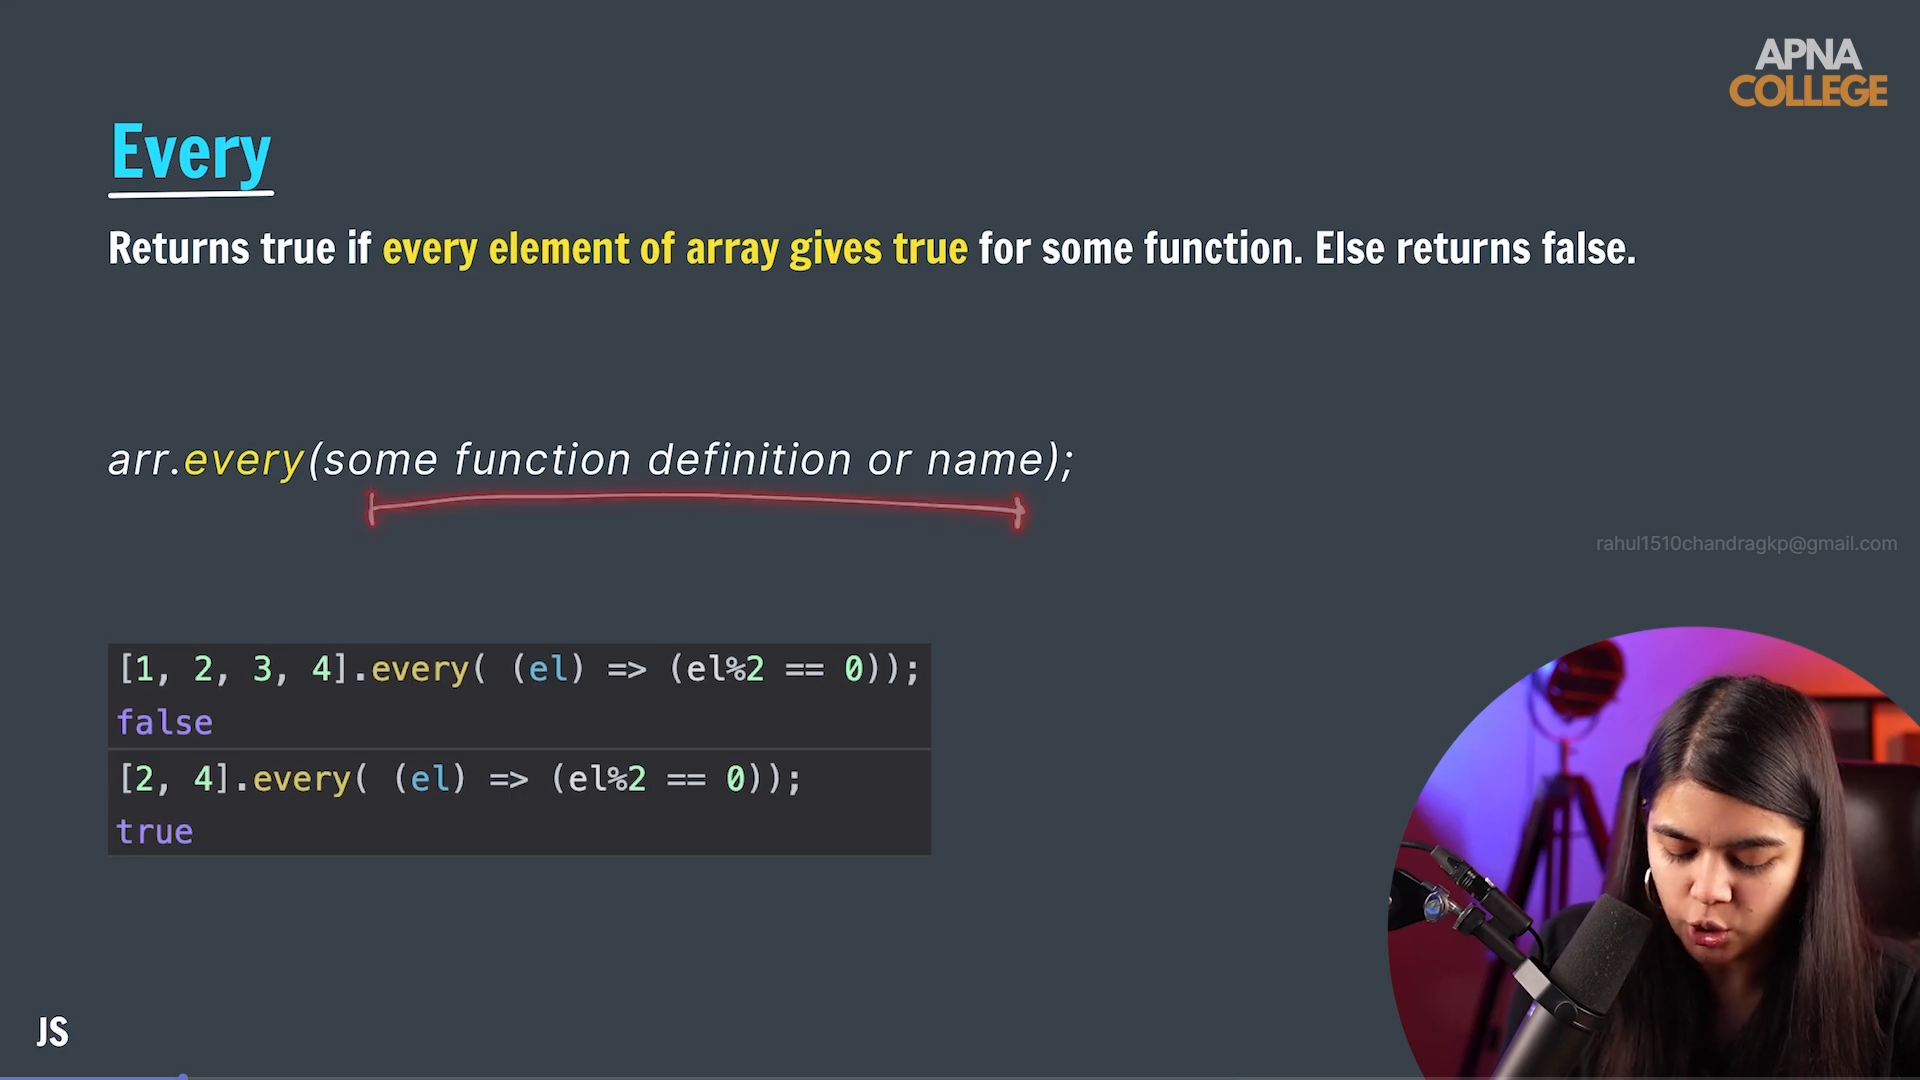 APNA
COLLEGE
Every
Returns true if every element of array gives true for some function. Else returns false.
arr.every(some function definition or name);
rahul1510chandragkp@gmail.com
[1, 2, 3, 4].every( (el) => (el%2 == 0));
false
[2, 4].every( (el) => (el%2 == 0));
true
JS